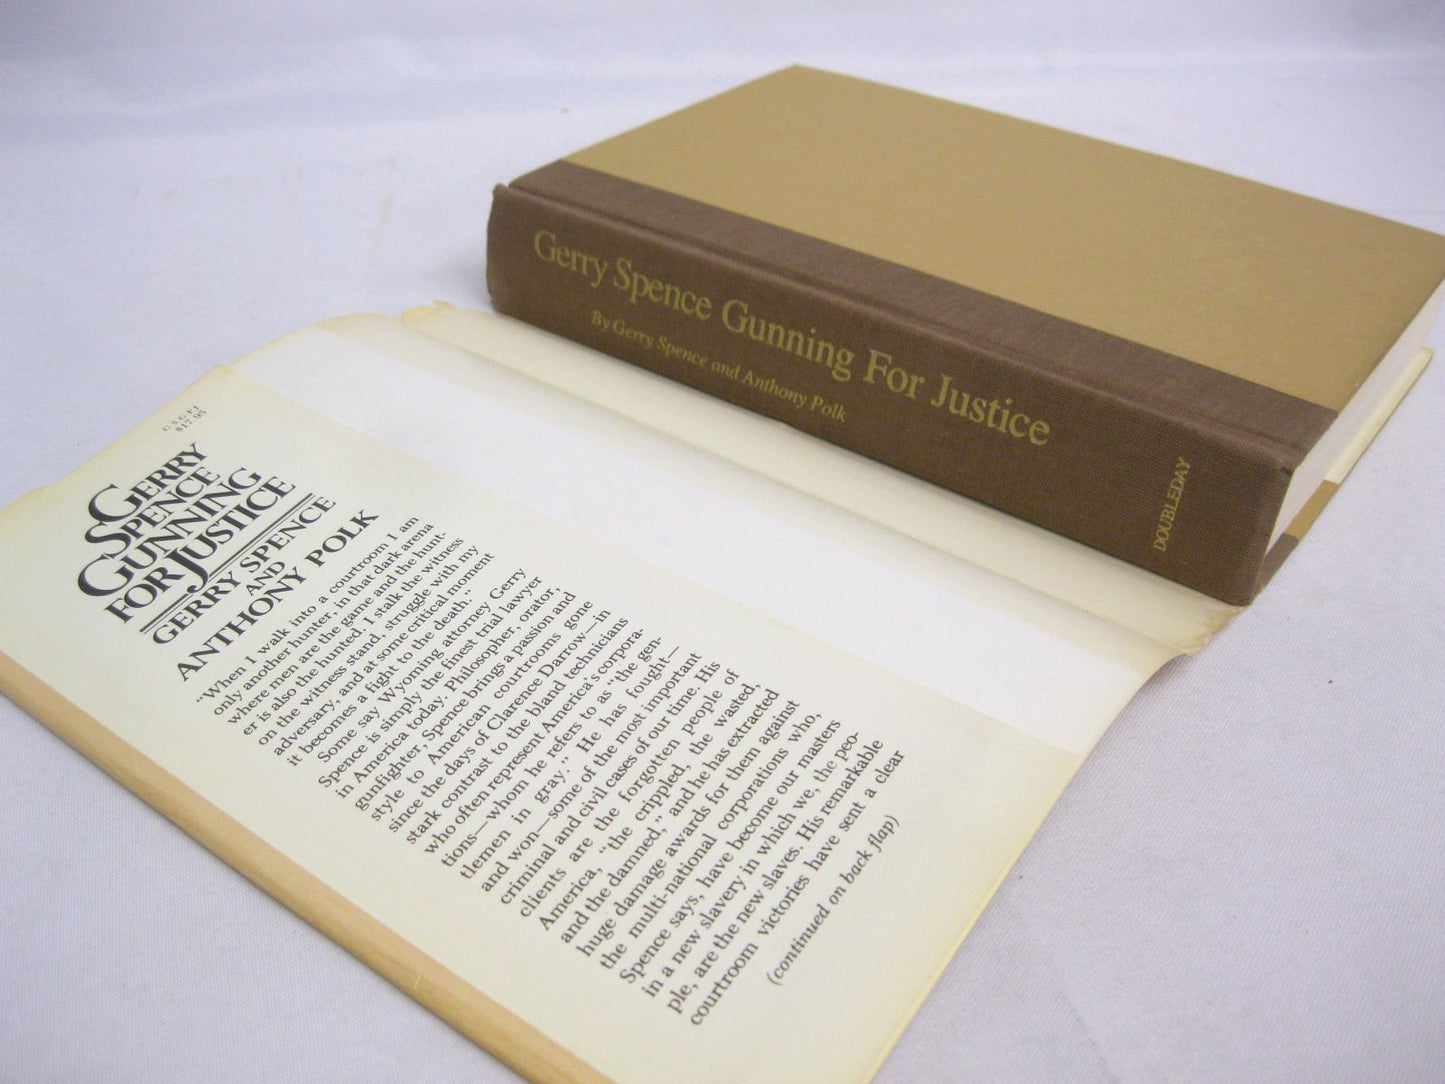 Gerry Spence Gunning For Justice
By Gerry Spence and Anthony Polk
DOUBLEDAY
GSGFJ
$17.95
GERRY
SPENCE
GUNNING
FOR JUSTICE
GERRY SPENCE
AND
ANTHONY POLK
"When I walk into a courtroom I am
only another hunter, in that dark arena
where men are the game and the hunt-
er is also the hunted. I stalk the witness
on the witness stand, struggle with my
adversary, and at some critical moment
it becomes a fight to the death."
Some say Wyoming attorney Gerry
Spence is simply the finest trial lawyer
in America today. Philosopher, orator,
gunfighter, Spence brings a passion and
style to American courtrooms gone
since the days of Clarence Darrow—in
stark contrast to the bland technicians
who often represent America's corpora-
tions—whom he refers to as "the gen-
tlemen in gray." He has fought—
and won—some of the most important
criminal and civil cases of our time. His
clients are the forgotten people of
America, "the crippled, the wasted,
and the damned," and he has extracted
huge damage awards for them against
the multi-national corporations who,
Spence says, have become our masters
in a new slavery in which we, the peo-
ple, are the new slaves. His remarkable
courtroom victories have sent a clear
(continued on back flap)